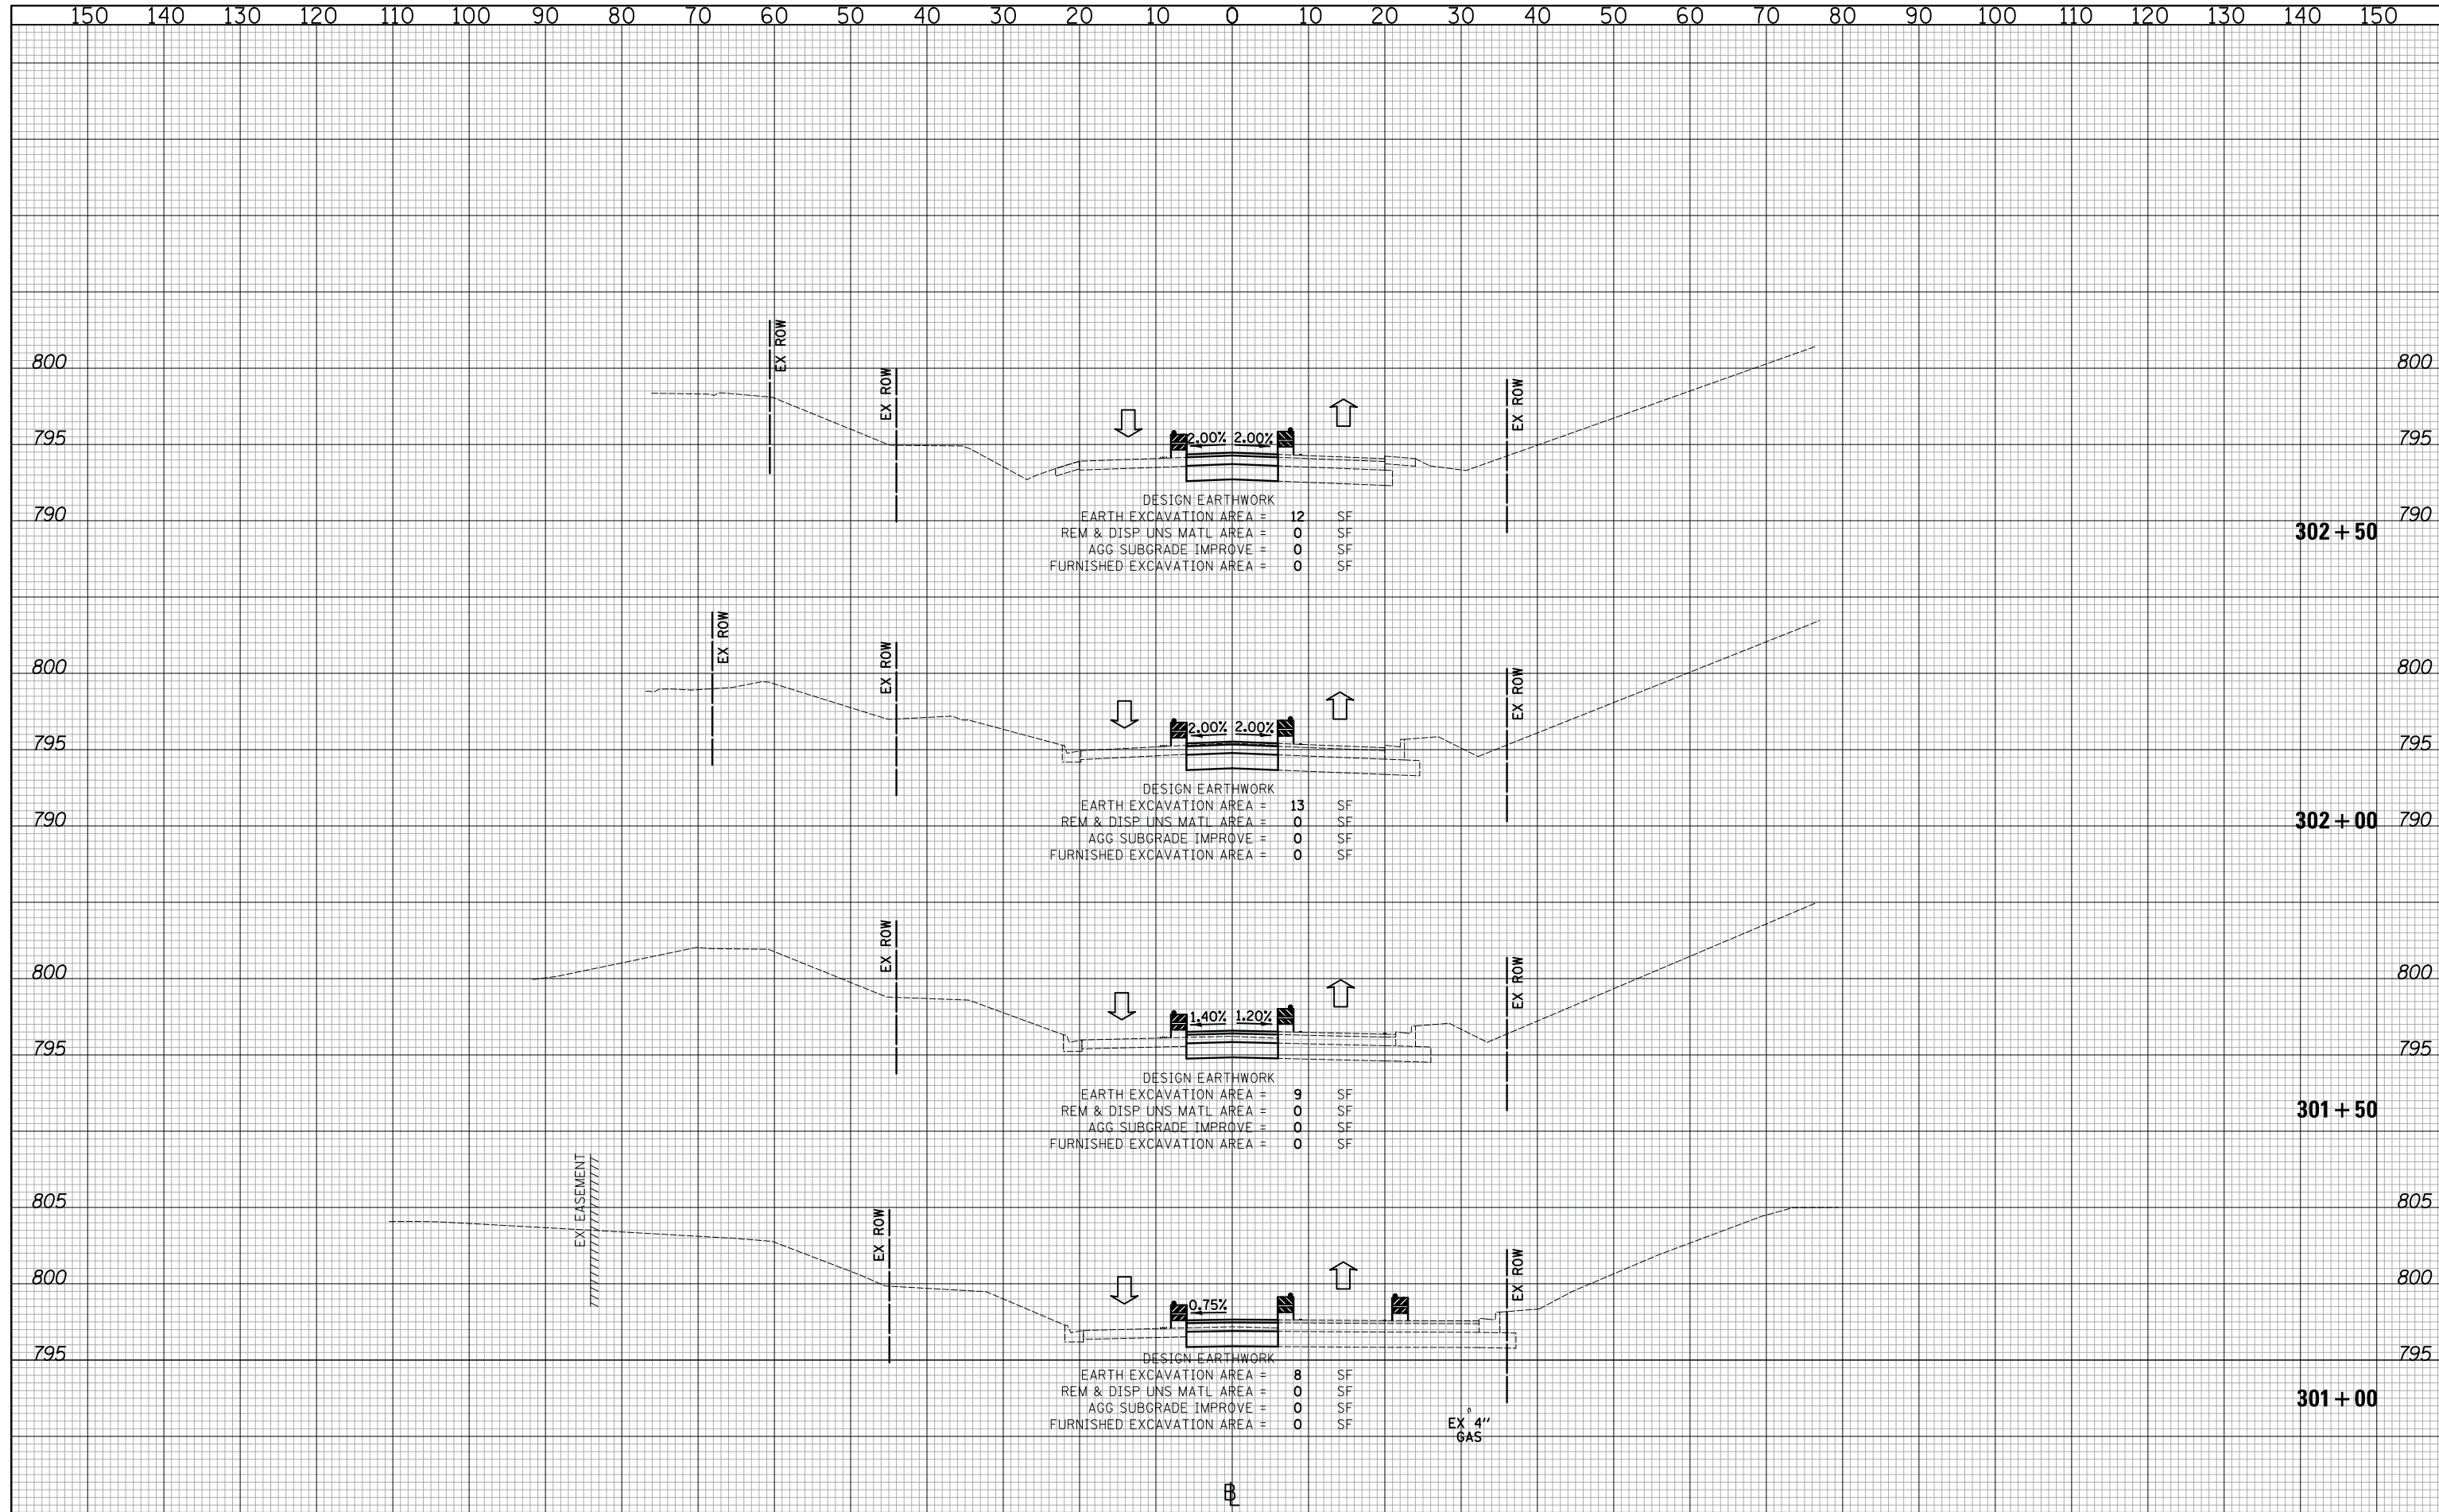 150 140 130 120 110 100 90 80 70 60 50 40 30 20 10 0 10 20 30 40 50 60 70 80 90 100 110 120 130 140 150
EX ROW
EX ROW
EX ROW
800 800
795 2.00% 2.00% 795
790 790
DESIGN EARTHWORK
EARTH EXCAVATION AREA = 12 SF
REM & DISP UNS MATL AREA = 0 SF
AGG SUBGRADE IMPROVE = 0 SF
FURNISHED EXCAVATION AREA = 0 SF
302+50
EX ROW
EX ROW
EX ROW
800 800
795 2.00% 2.00% 795
DESIGN EARTHWORK
EARTH EXCAVATION AREA = 13 SF
REM & DISP UNS MATL AREA = 0 SF
AGG SUBGRADE IMPROVE = 0 SF
FURNISHED EXCAVATION AREA = 0 SF
790 302+00 790
EX ROW
EX ROW
800 800
1.40% 1.20%
795 795
DESIGN EARTHWORK
EARTH EXCAVATION AREA = 9 SF
REM & DISP UNS MATL AREA = 0 SF
AGG SUBGRADE IMPROVE = 0 SF
FURNISHED EXCAVATION AREA = 0 SF
301+50
EX EASEMENT
805 805
EX ROW
EX ROW
800 800
0.75%
795 795
DESIGN EARTHWORK
EARTH EXCAVATION AREA = 8 SF
REM & DISP UNS MATL AREA = 0 SF
AGG SUBGRADE IMPROVE = 0 SF
FURNISHED EXCAVATION AREA = 0 SF
301+00
EX 4"
GAS
BL